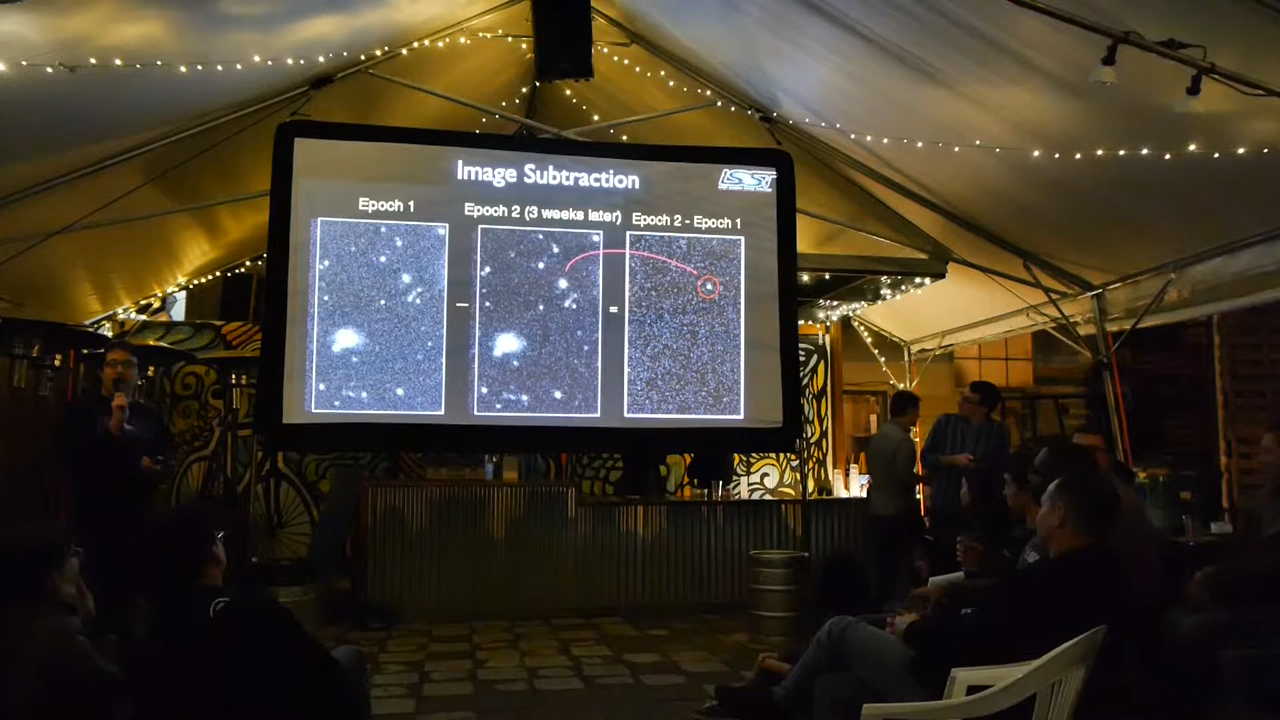 Image Subtraction
LSST
Epoch 1
Epoch 2 (3 weeks later)
Epoch 2 - Epoch 1
–
=